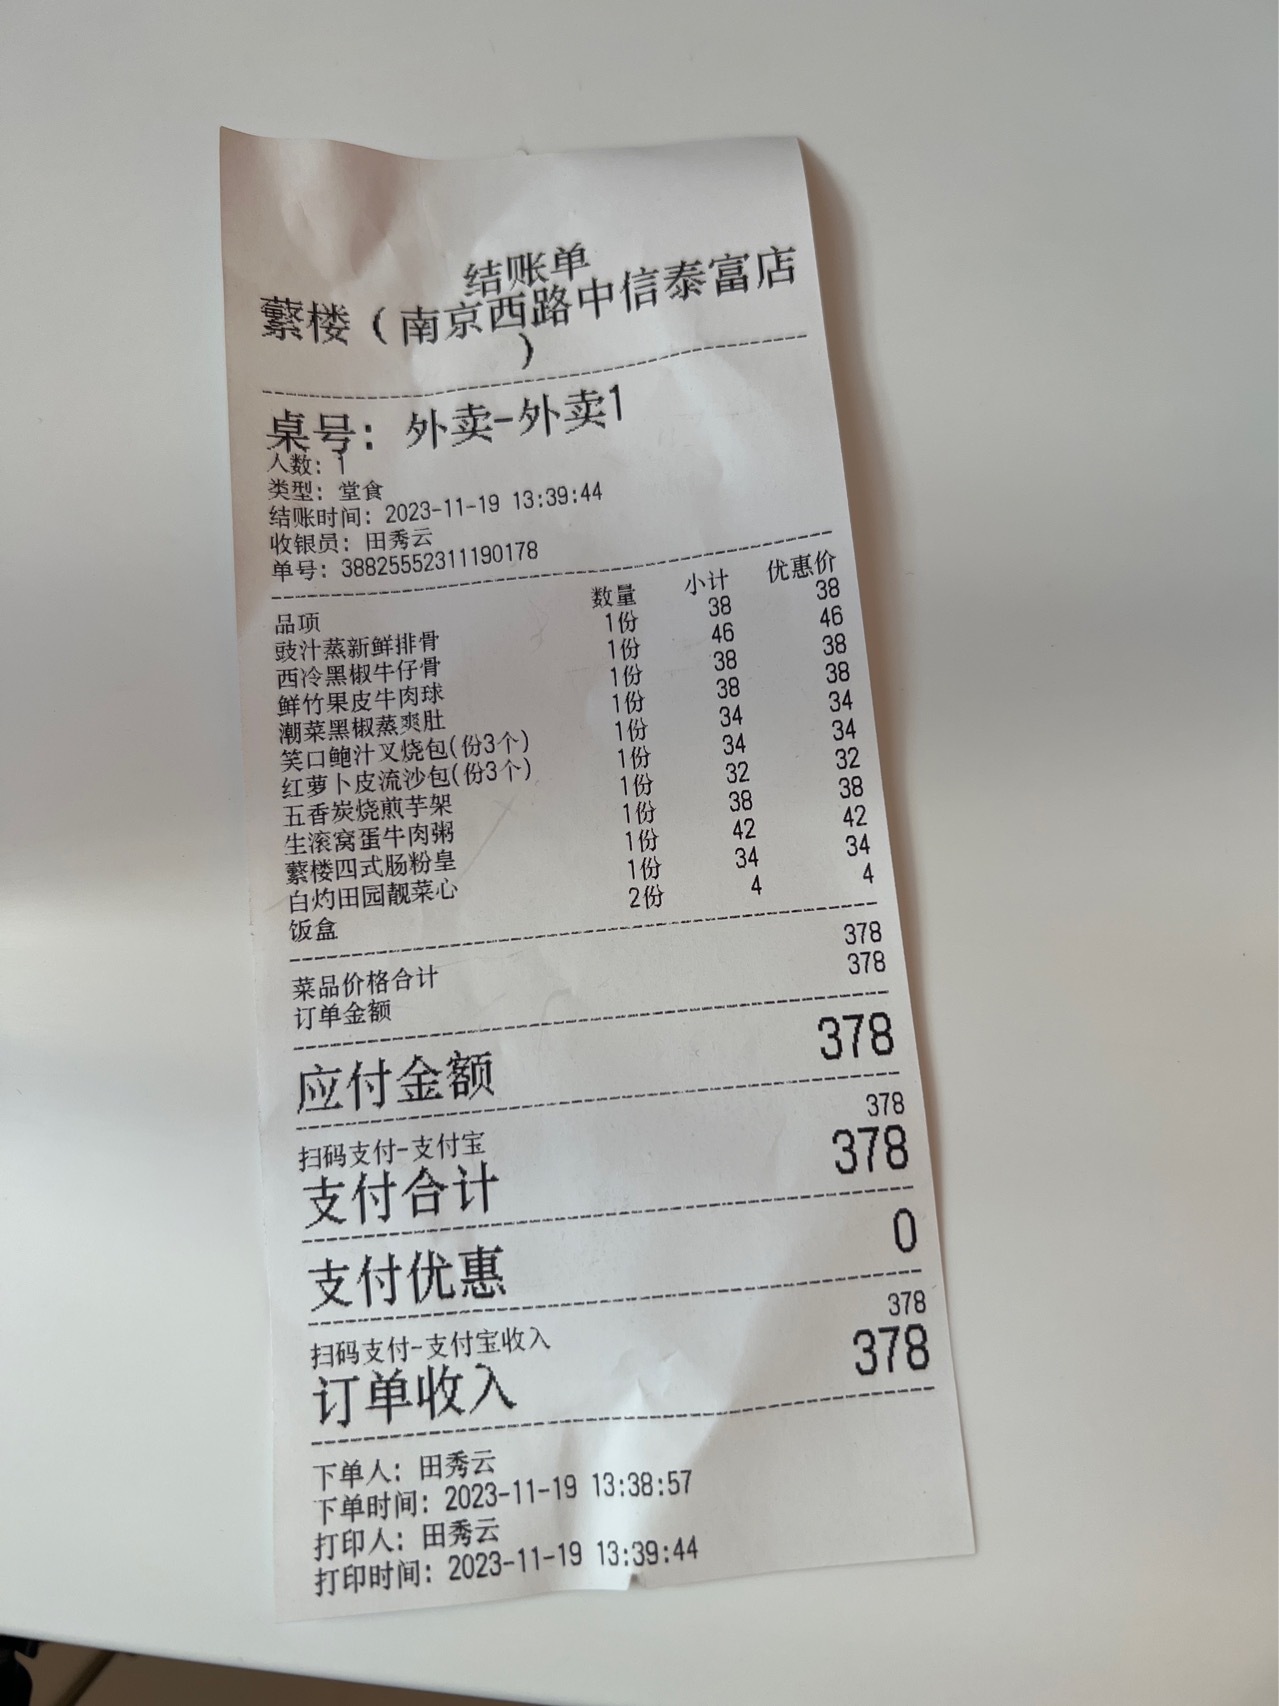 结账单
蘩楼（南京西路中信泰富店
）
桌号：外卖-外卖1
人数：1
类型：堂食
结账时间：2023-11-19 13:39:44
收银员：田秀云
单号：38825552311190178
品项 数量 小计 优惠价
豉汁蒸新鲜排骨 1份 38 38
西冷黑椒牛仔骨 1份 46 46
鲜竹果皮牛肉球 1份 38 38
潮菜黑椒蒸爽肚 1份 38 38
笑口鲍汁叉烧包(份3个) 1份 34 34
红萝卜皮流沙包(份3个) 1份 34 34
五香炭烧煎芋架 1份 32 32
生滚窝蛋牛肉粥 1份 38 38
蘩楼四式肠粉皇 1份 42 42
白灼田园靓菜心 1份 34 34
饭盒 2份 4 4
菜品价格合计 378
订单金额 378
应付金额 378
扫码支付-支付宝 378
支付合计 378
支付优惠 0
扫码支付-支付宝收入 378
订单收入 378
下单人：田秀云
下单时间：2023-11-19 13:38:57
打印人：田秀云
打印时间：2023-11-19 13:39:44